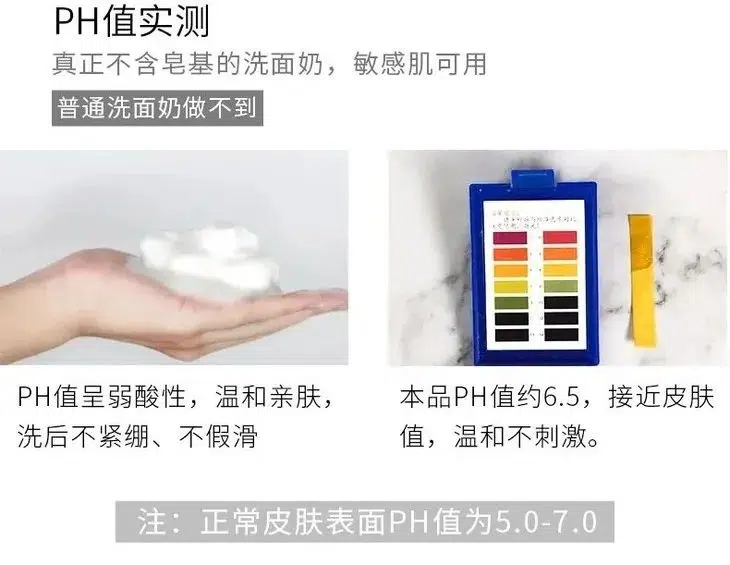 PH值实测
真正不含皂基的洗面奶，敏感肌可用
普通洗面奶做不到
PH值呈弱酸性，温和亲肤，
洗后不紧绷、不假滑
本品PH值约6.5，接近皮肤
值，温和不刺激。
注：正常皮肤表面PH值为5.0-7.0